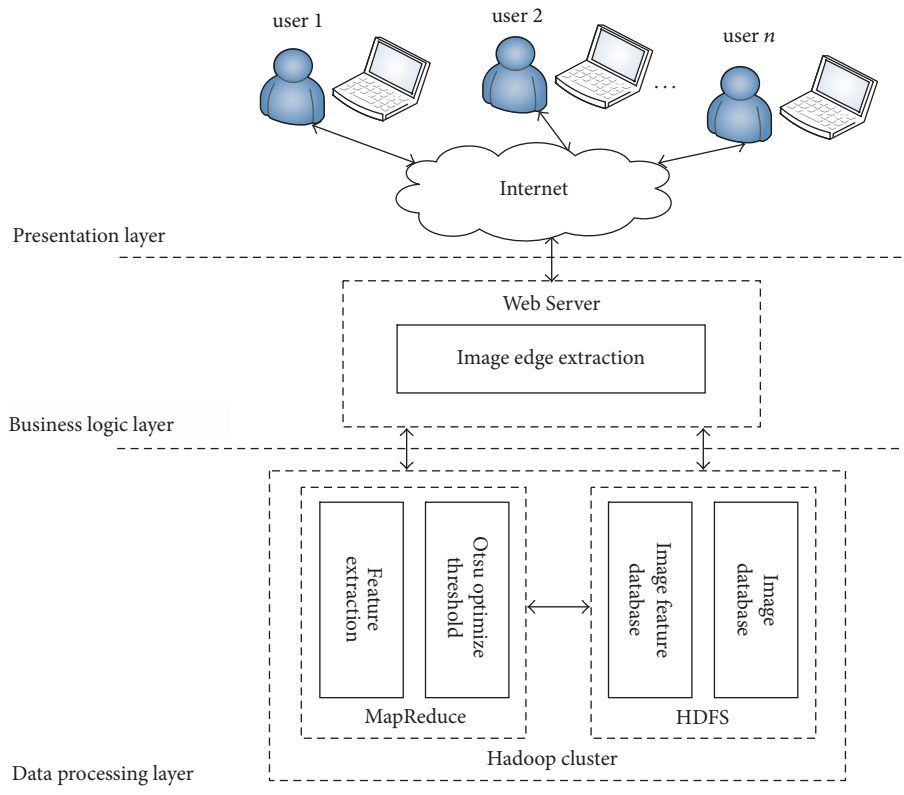 user 1
user 2
user n
...
Internet
Presentation layer
Web Server
Image edge extraction
Business logic layer
Feature
extraction
Otsu optimize
threshold
Image feature
database
Image
database
MapReduce
HDFS
Hadoop cluster
Data processing layer